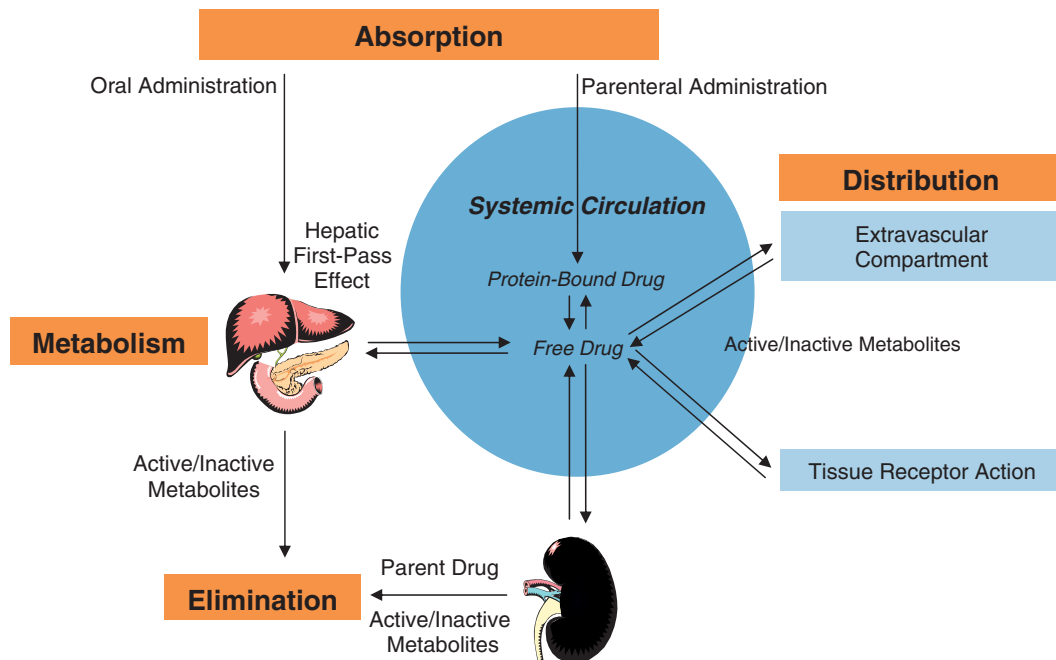 Absorption
Oral Administration
Parenteral Administration
Distribution
Systemic Circulation
Extravascular
Compartment
Hepatic
First-Pass
Effect
Protein-Bound Drug
Metabolism
Free Drug
Active/Inactive Metabolites
Active/Inactive
Metabolites
Tissue Receptor Action
Elimination
Parent Drug
Active/Inactive
Metabolites